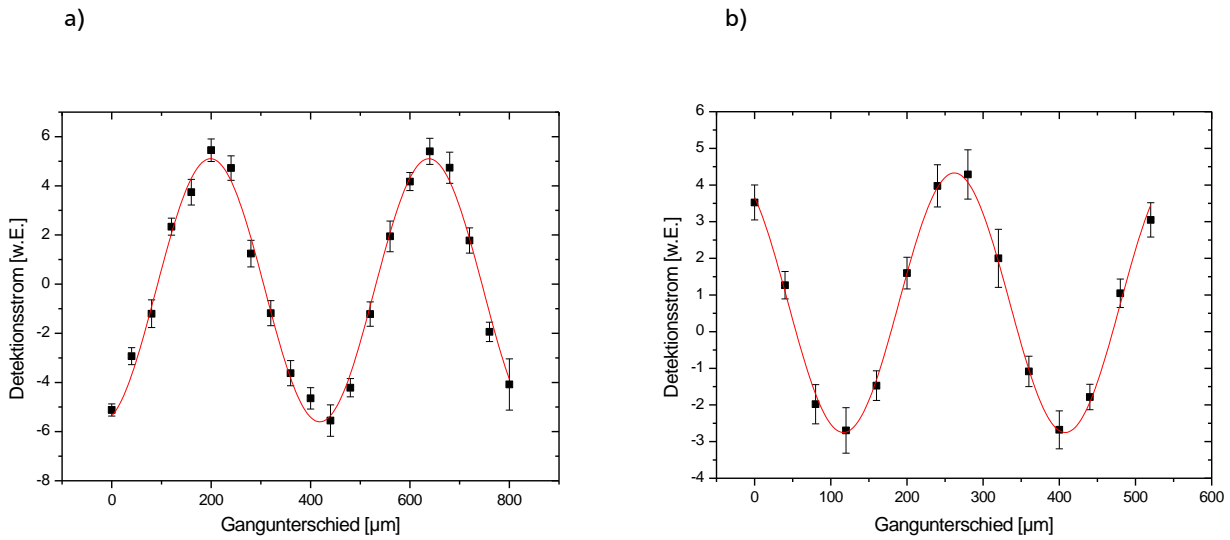 a)
b)
Detektionsstrom [w.E.]
6
4
2
0
-2
-4
-6
-8
0 200 400 600 800
Gangunterschied [µm]
Detektionsstrom [w.E.]
6
5
4
3
2
1
0
-1
-2
-3
-4
0 100 200 300 400 500 600
Gangunterschied [µm]